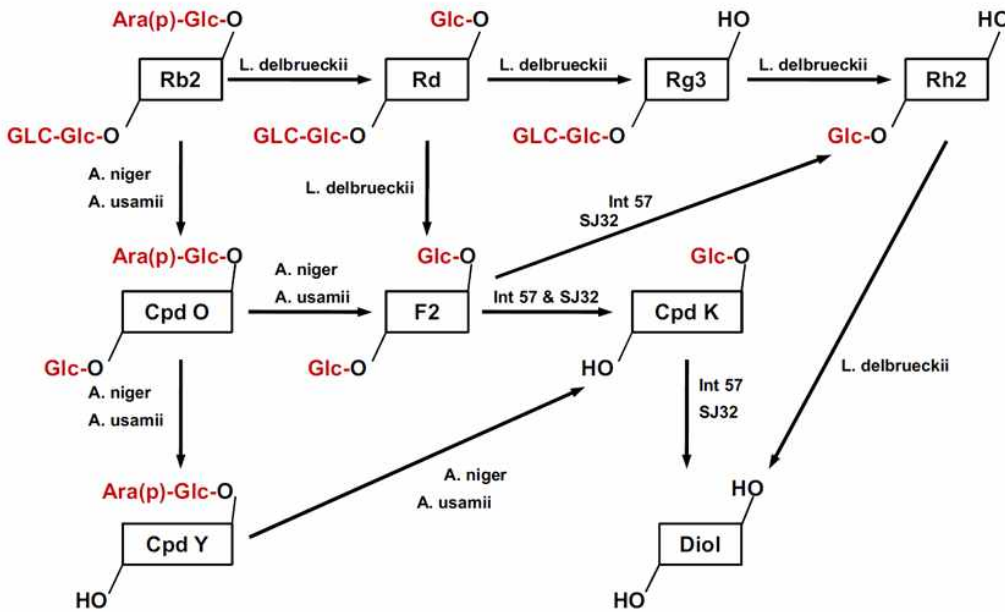 Ara(p)-Glc-O
Glc-O
HO
HO
Rb2
L. delbrueckii
Rd
L. delbrueckii
Rg3
L. delbrueckii
Rh2
GLC-Glc-O
GLC-Glc-O
GLC-Glc-O
Glc-O
A. niger
A. usamii
L. delbrueckii
Int 57
SJ32
Ara(p)-Glc-O
Glc-O
Glc-O
A. niger
A. usamii
Cpd O
F2
Int 57 & SJ32
Cpd K
Glc-O
Glc-O
HO
L. delbrueckii
A. niger
A. usamii
Int 57
SJ32
A. niger
A. usamii
Ara(p)-Glc-O
HO
Cpd Y
Diol
HO
HO